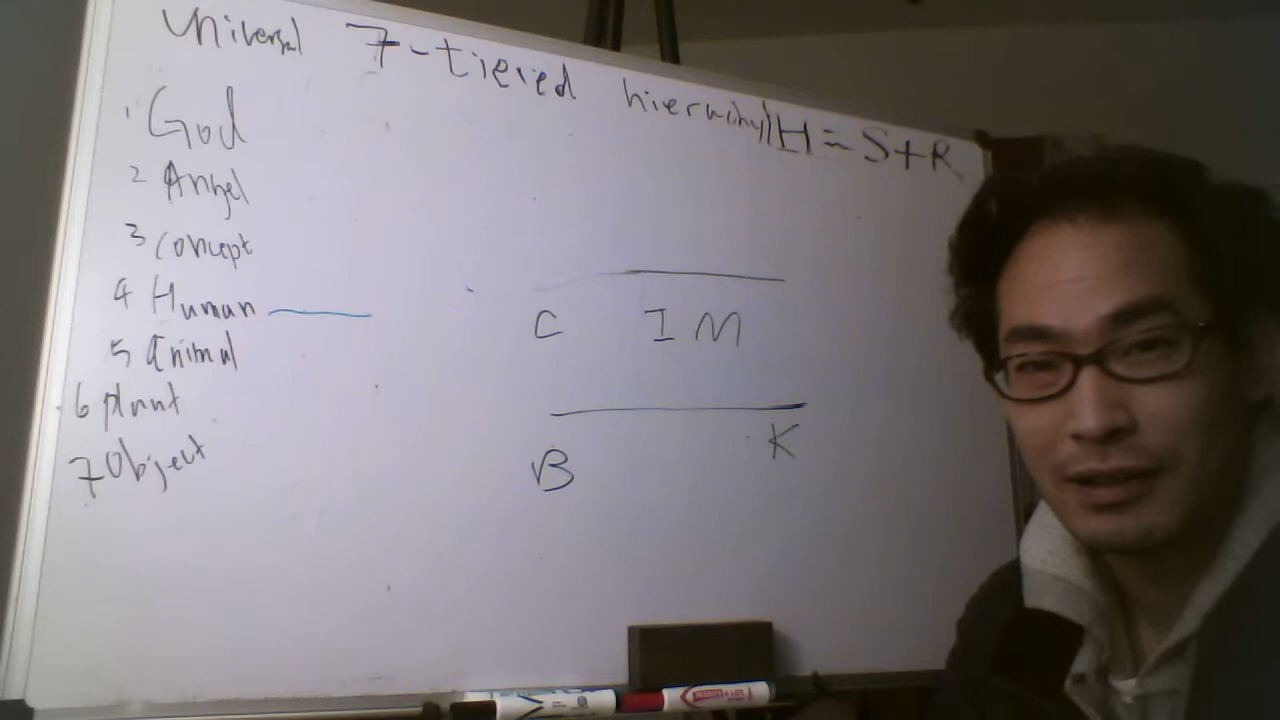 Universal 7-tiered hierarchy H = S+R
1 God
2 Angel
3 concept
4 Human
5 Animal
6 plant
7 Object
C I M
K
B